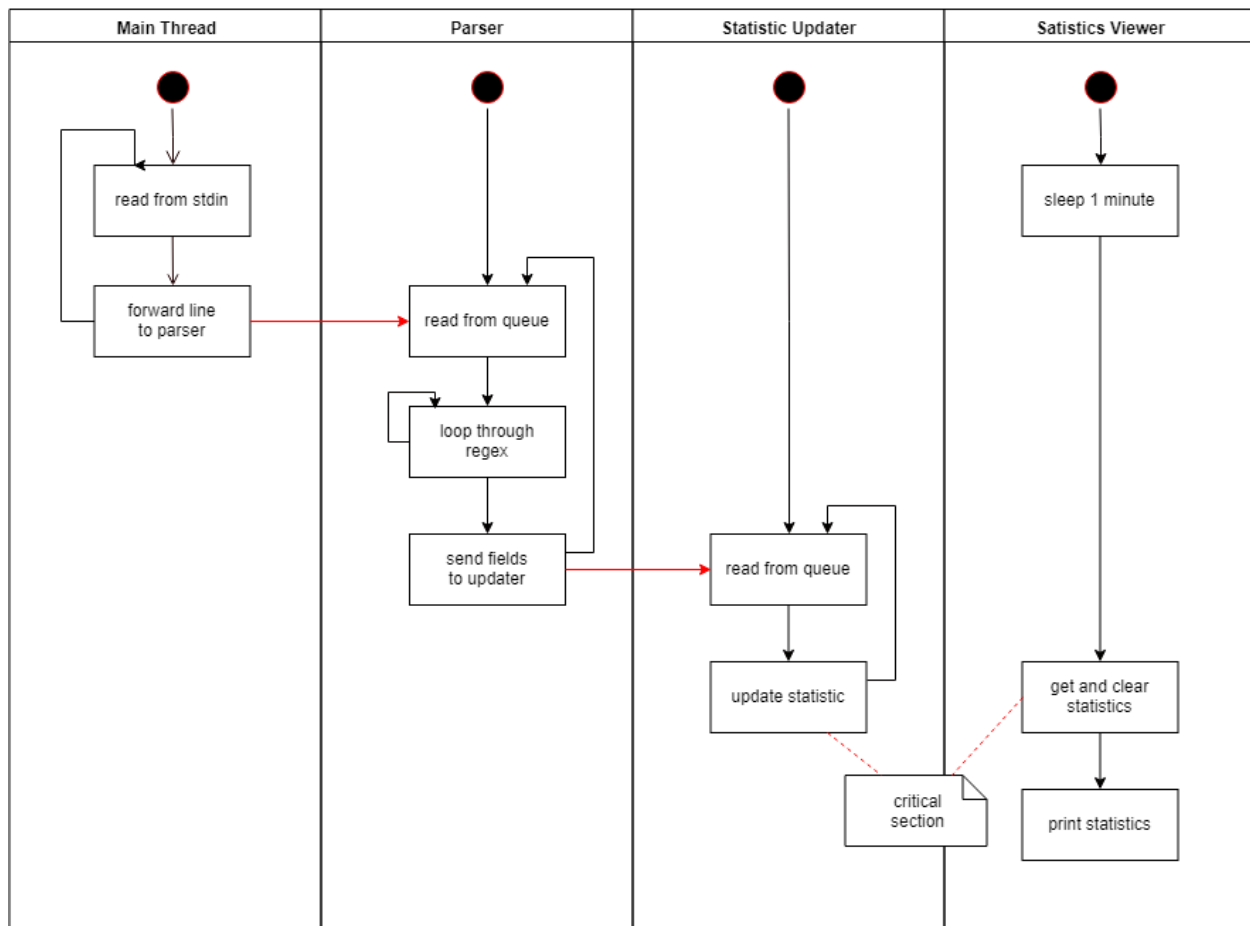 Main Thread
Parser
Statistic Updater
Satistics Viewer
read from stdin
sleep 1 minute
forward line
to parser
read from queue
loop through
regex
send fields
to updater
read from queue
update statistic
get and clear
statistics
critical
section
print statistics